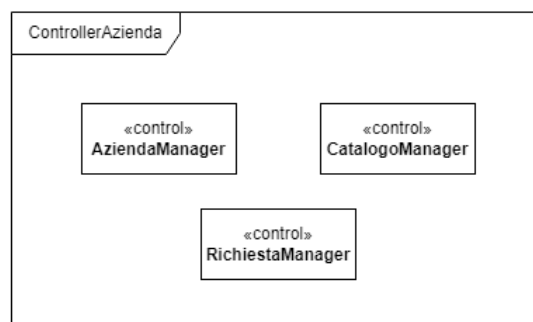 ControllerAzienda
«control»
AziendaManager
«control»
CatalogoManager
«control»
RichiestaManager